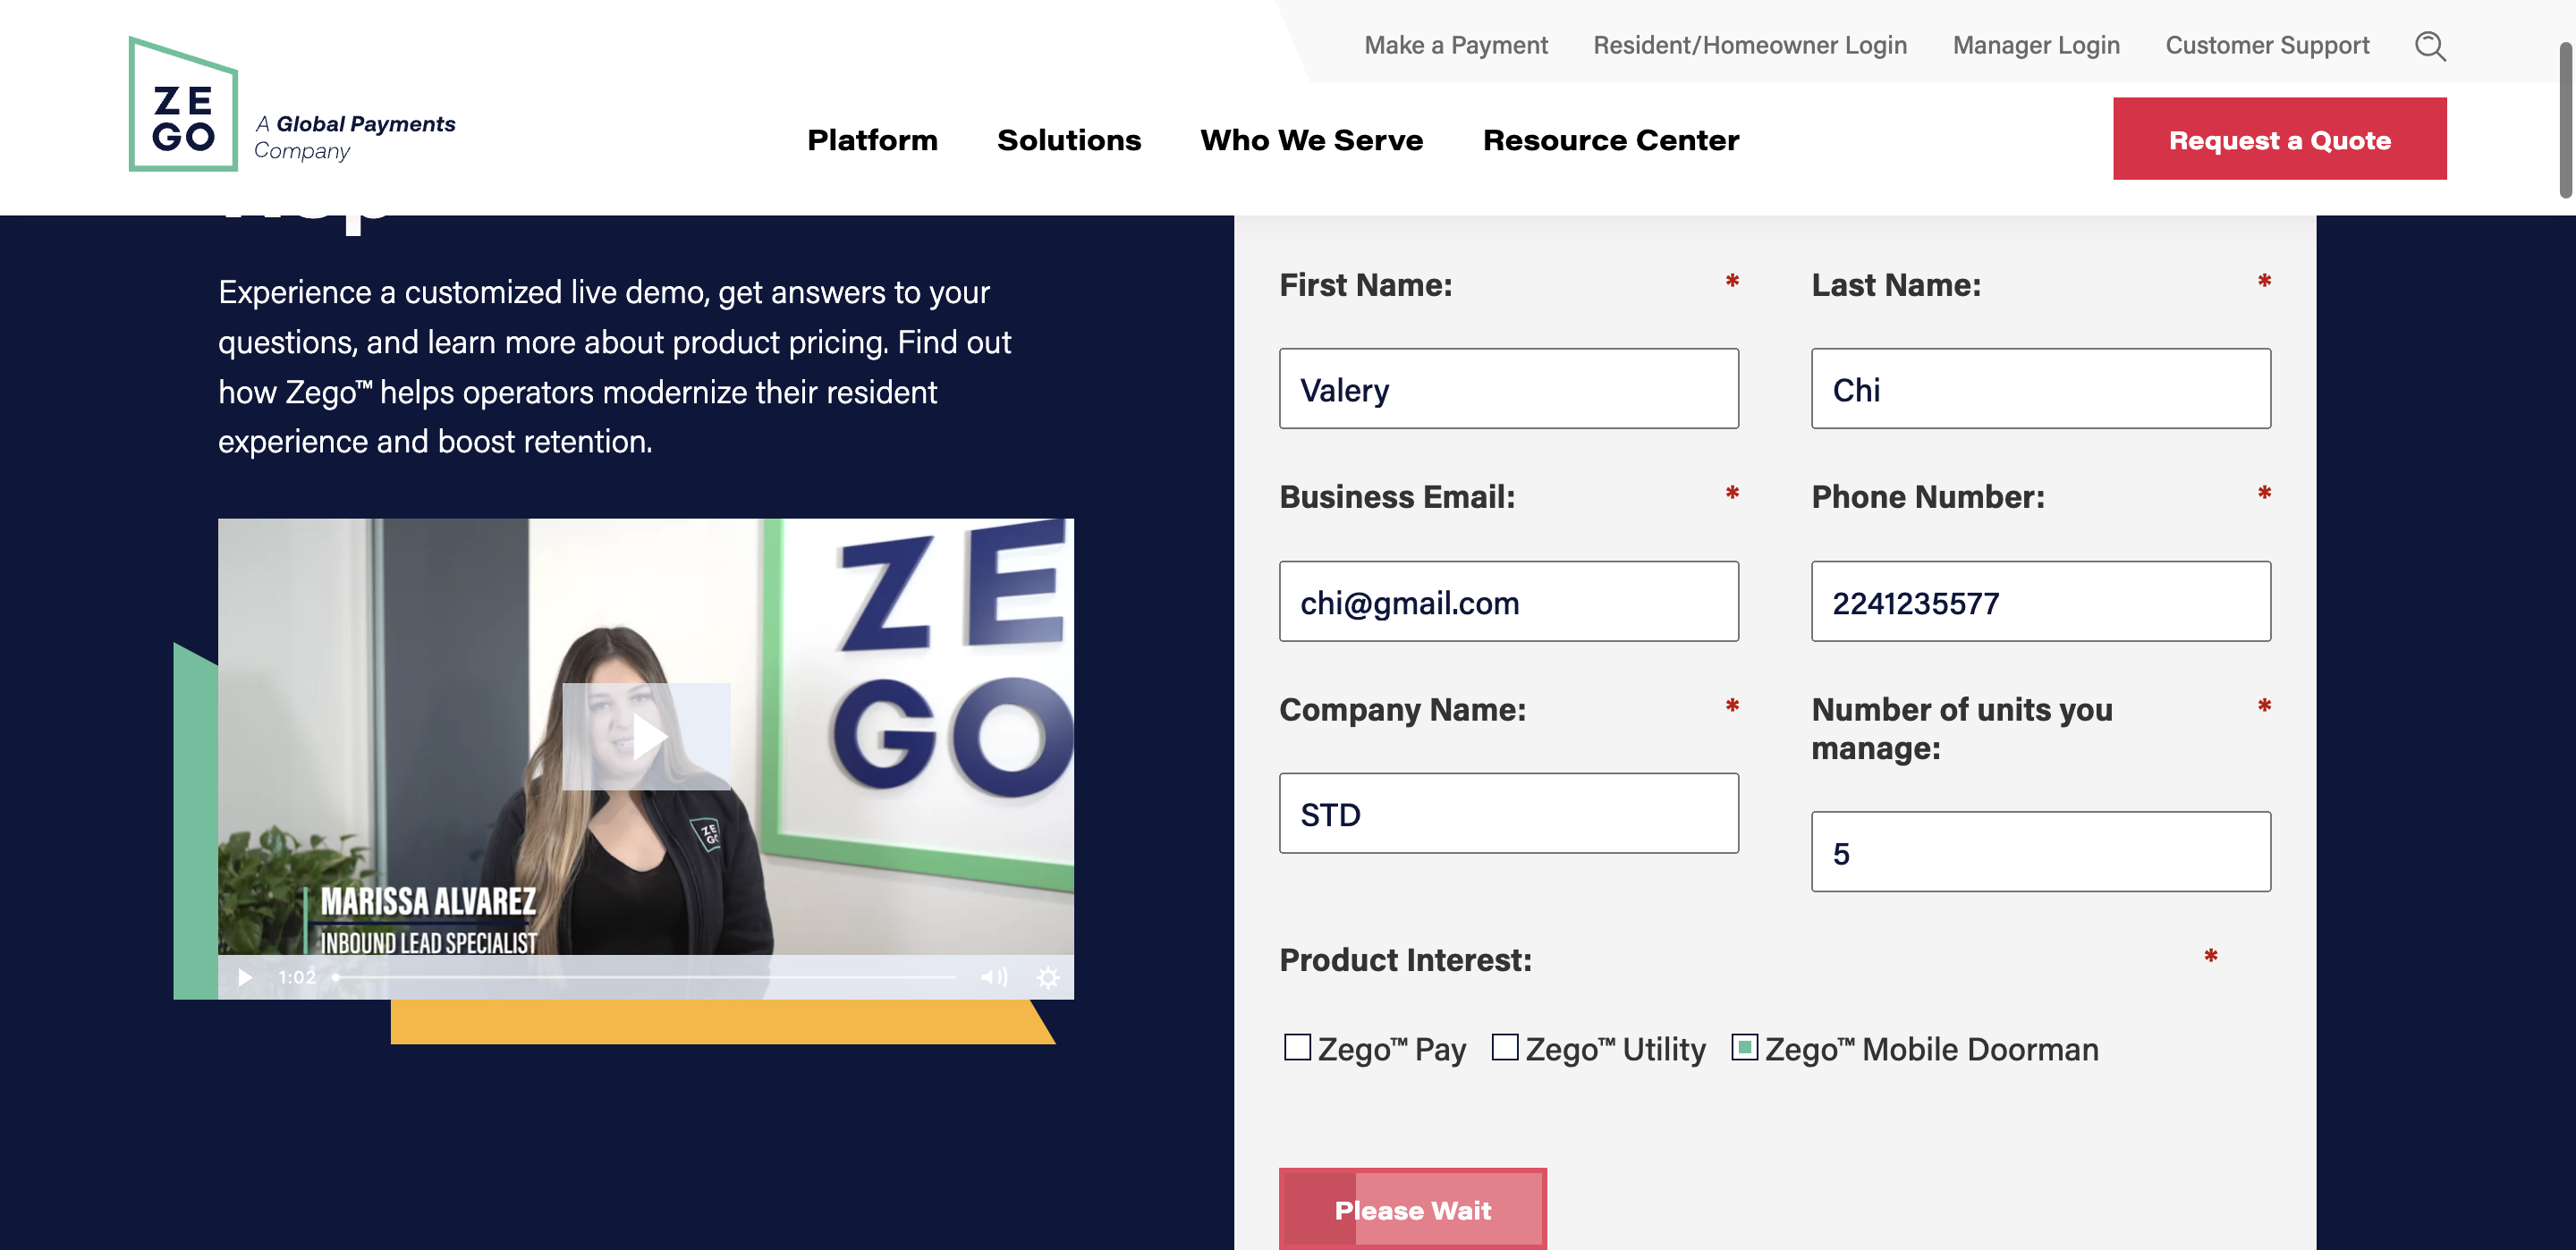 Make a Payment Resident/Homeowner Login Manager Login Customer Support
ZE
GO
A Global Payments
Company
Platform Solutions Who We Serve Resource Center Request a Quote
Experience a customized live demo, get answers to your
questions, and learn more about product pricing. Find out
how Zego™ helps operators modernize their resident
experience and boost retention.
ZE
GO
ZE
GO
MARISSA ALVAREZ
INBOUND LEAD SPECIALIST
1:02
First Name: * Last Name: *
Valery Chi
Business Email: * Phone Number: *
chi@gmail.com 2241235577
Company Name: * Number of units you
manage: *
STD 5
Product Interest: *
Zego™ Pay Zego™ Utility Zego™ Mobile Doorman
Please Wait